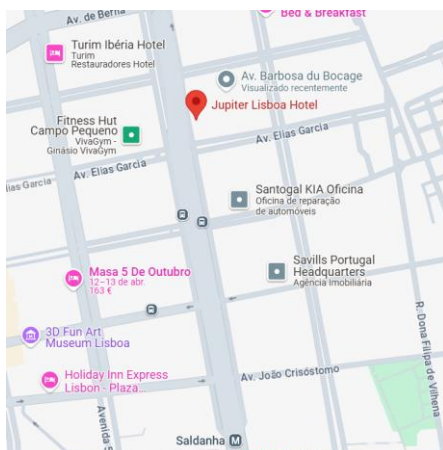 Av. de Berna
Bed & Breakfast
Turim Ibéria Hotel
Turim
Restauradores Hotel
Av. Barbosa du Bocage
Visualizado recentemente
Jupiter Lisboa Hotel
Fitness Hut
Campo Pequeno
VivaGym -
Ginásio VivaGym
Av. Elias Garcia
Av. Elias Garcia
Elias Garcia
Santogal KIA Oficina
Oficina de reparação
de automóveis
Savills Portugal
Headquarters
Agência imobiliária
Masa 5 De Outubro
12–13 de abr.
163 €
3D Fun Art
Museum Lisboa
R. Dona Filipa de Vilhena
Holiday Inn Express
Lisbon - Plaza...
Av. João Crisóstomo
Avenida 5
Saldanha M